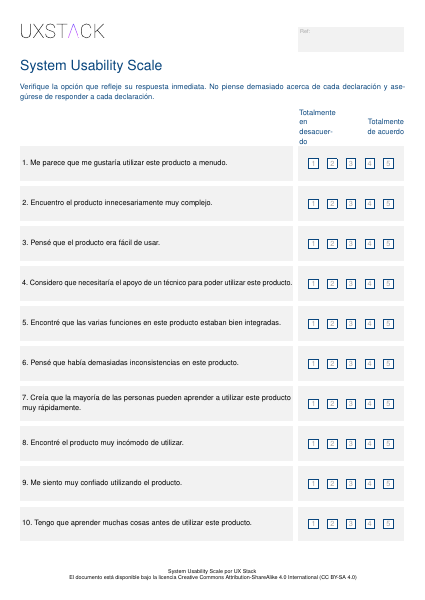 UXSTACK
Ref:
System Usability Scale
Verifique la opción que refleje su respuesta inmediata. No piense demasiado acerca de cada declaración y ase-
gúrese de responder a cada declaración.
Totalmente
en
desacuer-
do
Totalmente
de acuerdo
1. Me parece que me gustaría utilizar este producto a menudo.
1 2 3 4 5
2. Encuentro el producto innecesariamente muy complejo.
1 2 3 4 5
3. Pensé que el producto era fácil de usar.
1 2 3 4 5
4. Considero que necesitaría el apoyo de un técnico para poder utilizar este producto.
1 2 3 4 5
5. Encontré que las varias funciones en este producto estaban bien integradas.
1 2 3 4 5
6. Pensé que había demasiadas inconsistencias en este producto.
1 2 3 4 5
7. Creía que la mayoría de las personas pueden aprender a utilizar este producto
muy rápidamente.
1 2 3 4 5
8. Encontré el producto muy incómodo de utilizar.
1 2 3 4 5
9. Me siento muy confiado utilizando el producto.
1 2 3 4 5
10. Tengo que aprender muchas cosas antes de utilizar este producto.
1 2 3 4 5
System Usability Scale por UX Stack
El documento está disponible bajo la licencia Creative Commons Attribution-ShareAlike 4.0 International (CC BY-SA 4.0)